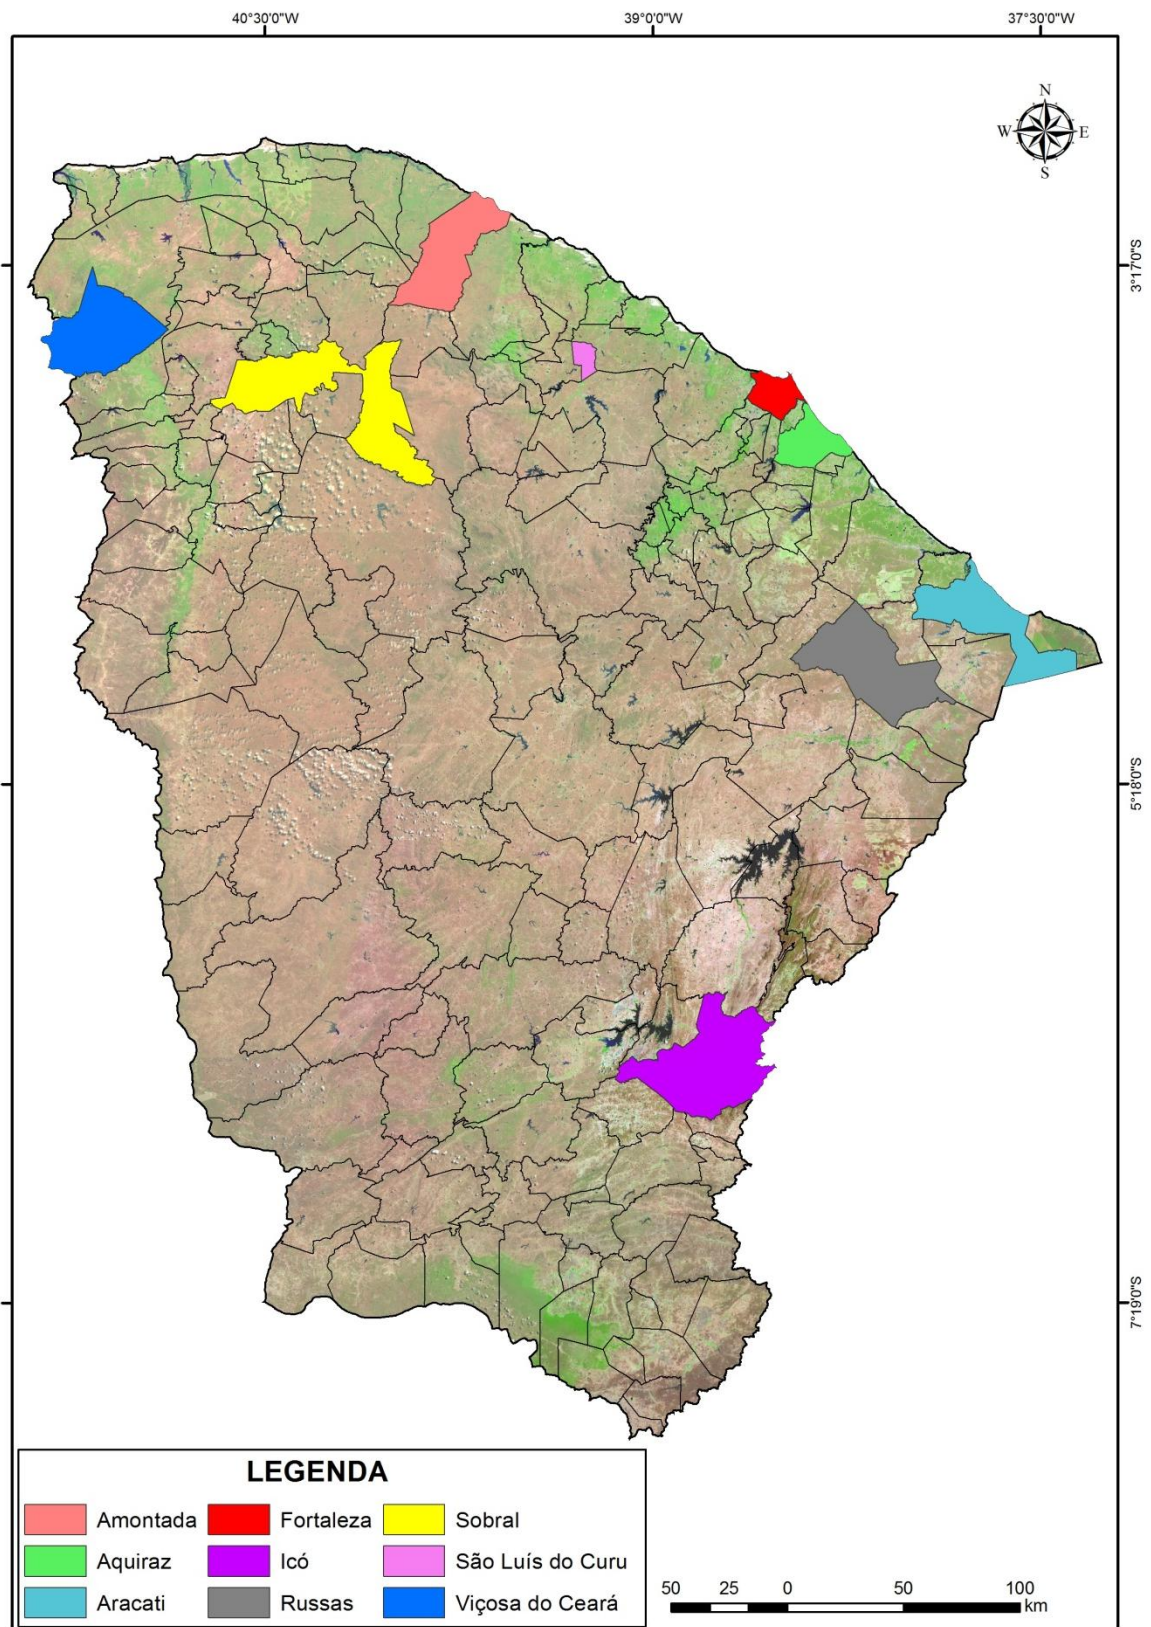 40°30'0"W 39°0'0"W 37°30'0"W
N
W E
S
3°17'0"S
5°18'0"S
7°19'0"S
LEGENDA
Amontada Fortaleza Sobral
Aquiraz Icó São Luís do Curu
Aracati Russas Viçosa do Ceará
50 25 0 50 100
km